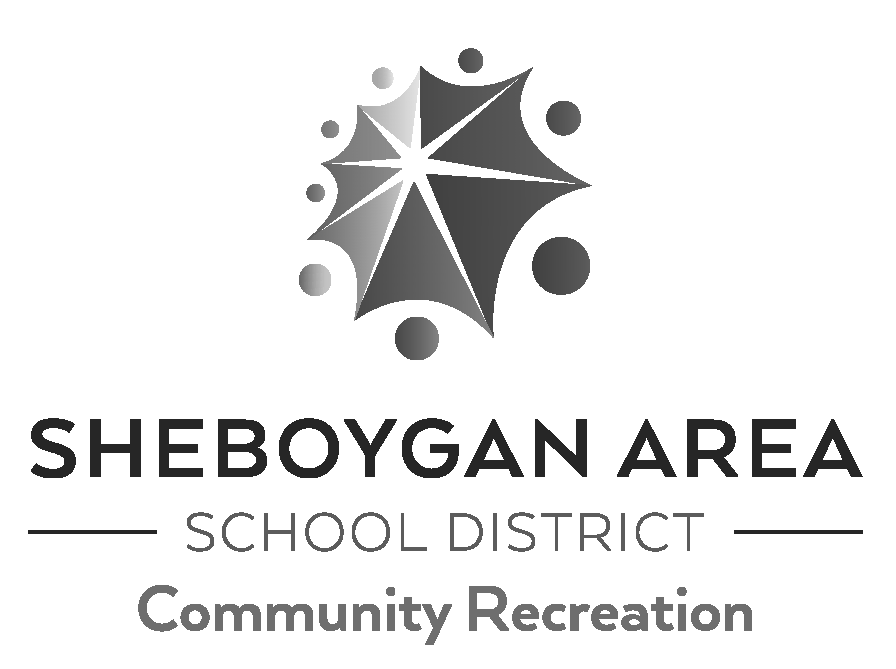 SHEBOYGAN AREA
SCHOOL DISTRICT
Community Recreation